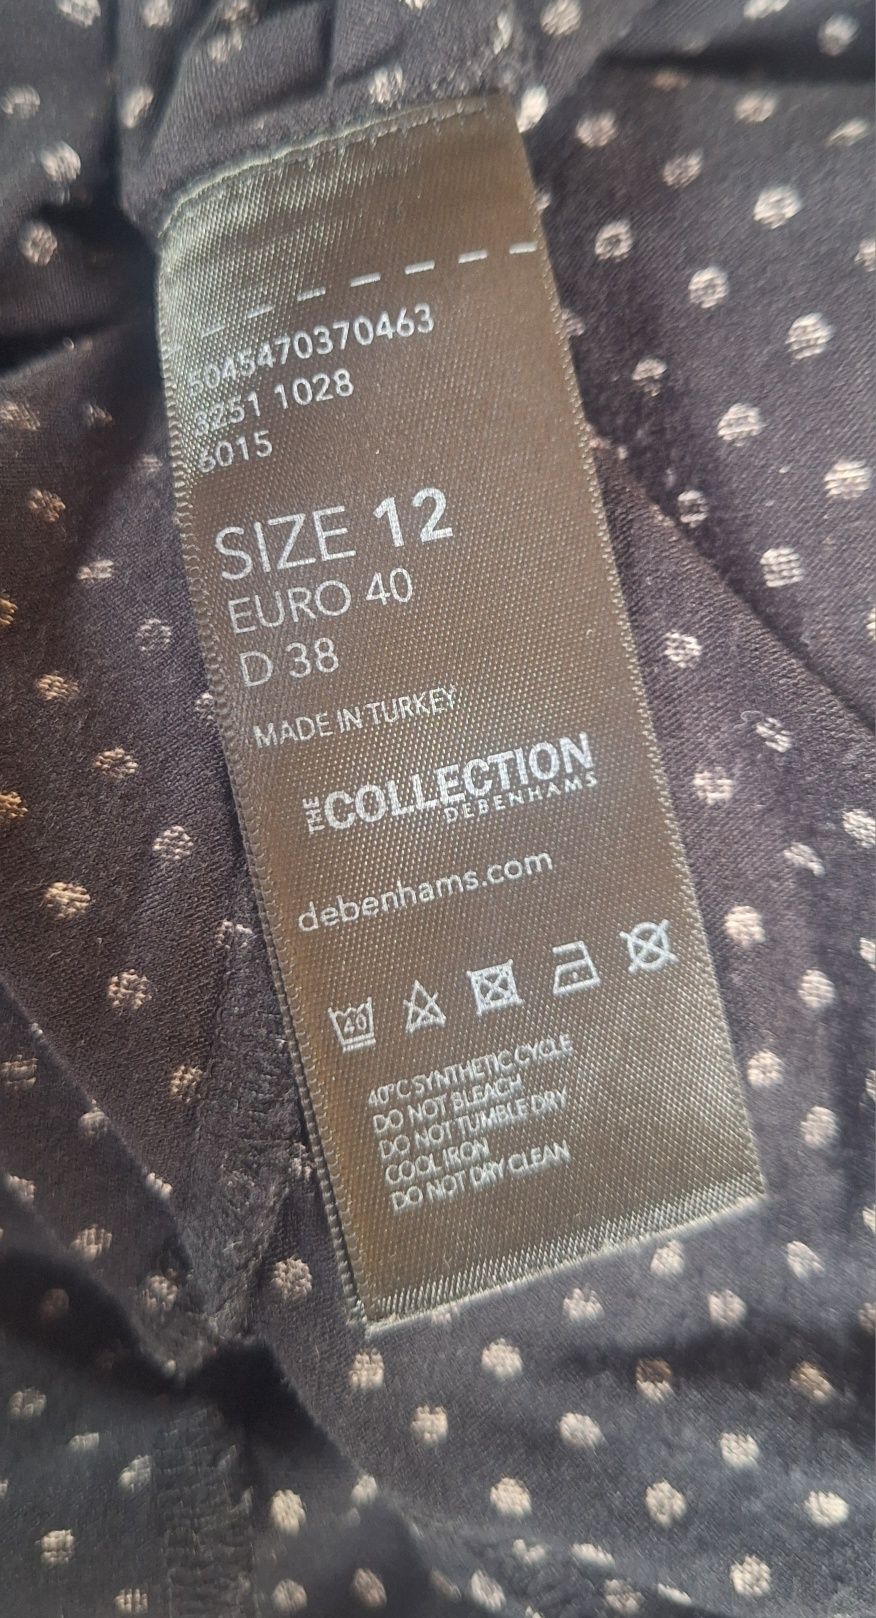 5045470370463
3251 1028
6015
SIZE 12
EURO 40
D 38
MADE IN TURKEY
THE COLLECTION
DEBENHAMS
debenhams.com
40
40°C SYNTHETIC CYCLE
DO NOT BLEACH
DO NOT TUMBLE DRY
COOL IRON
DO NOT DRY CLEAN